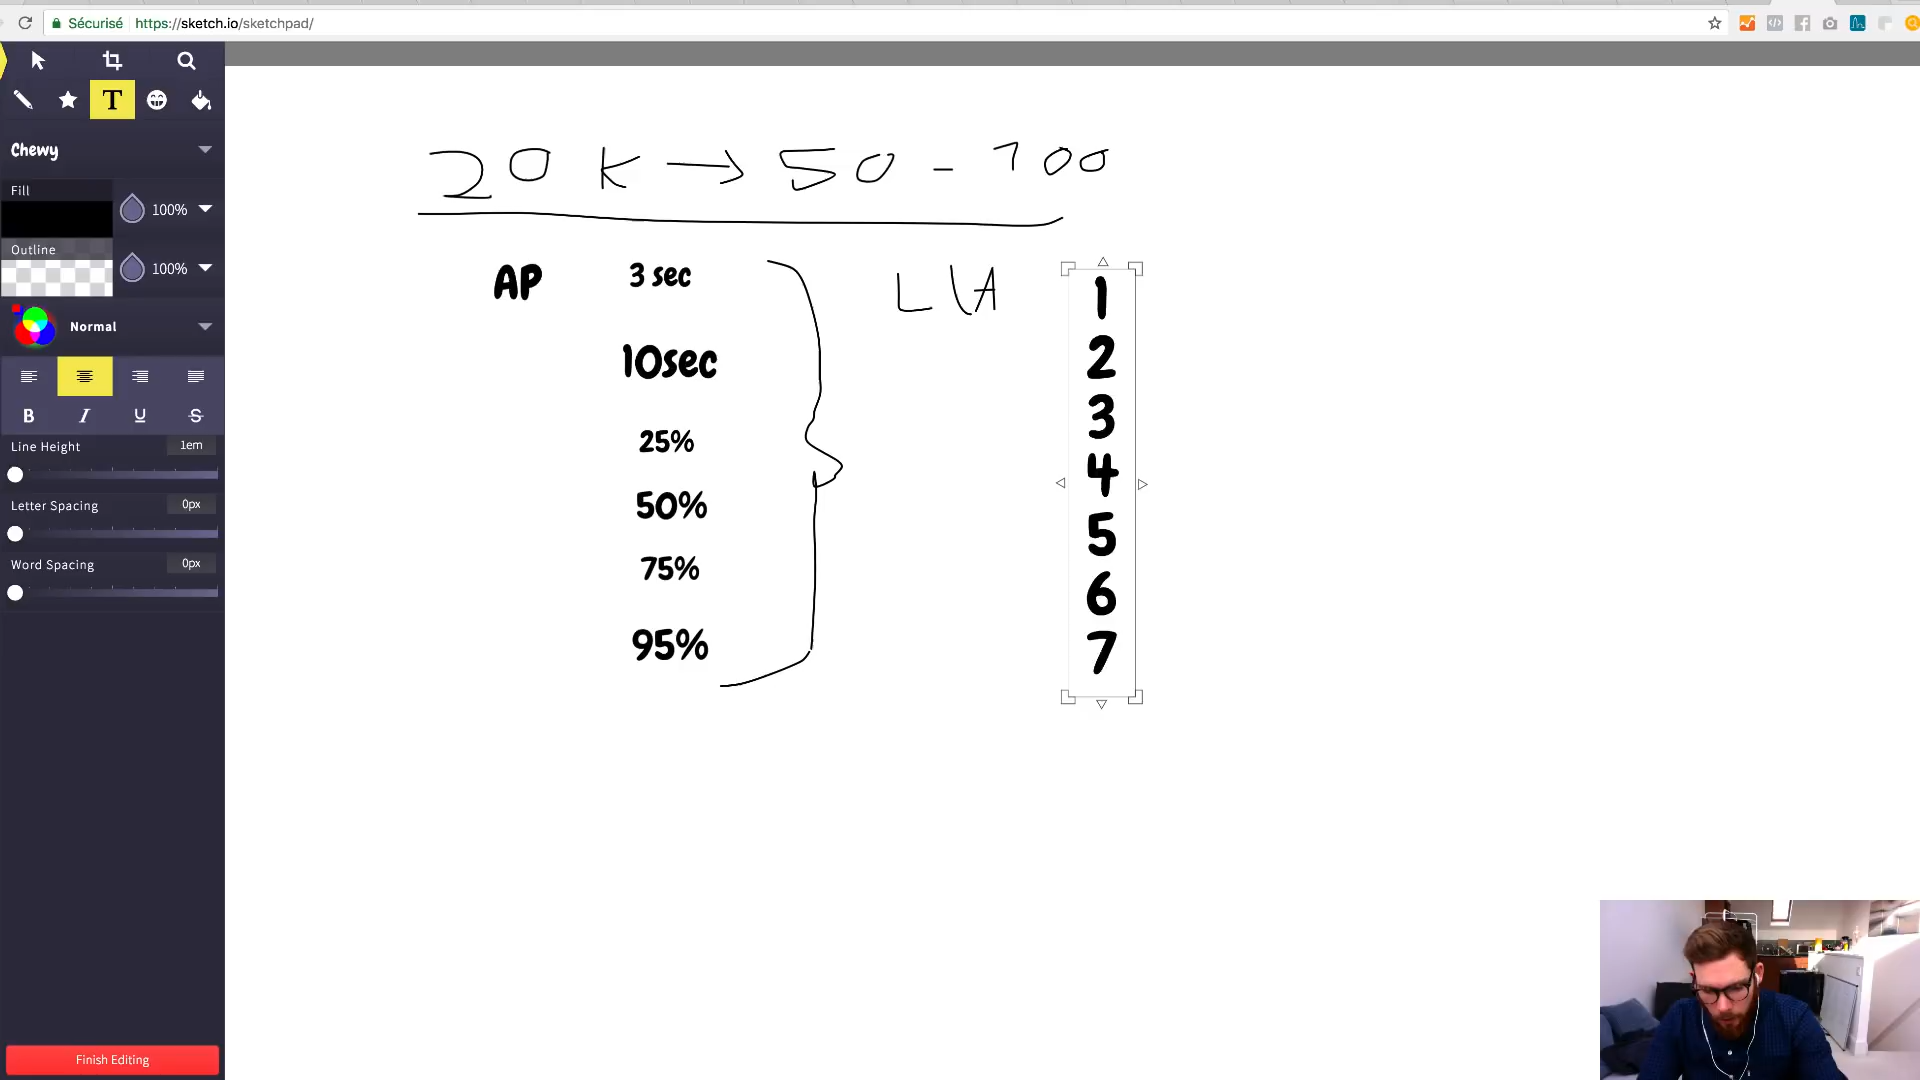 Sécurisé https://sketch.io/sketchpad/
T
Chewy
Fill
100%
Outline
100%
Normal
B I U S
Line Height 1em
Letter Spacing 0px
Word Spacing 0px
Finish Editing
20 K → 50 - 100
AP 3 sec
10sec
25%
50%
75%
95%
LLA
1
2
3
4
5
6
7